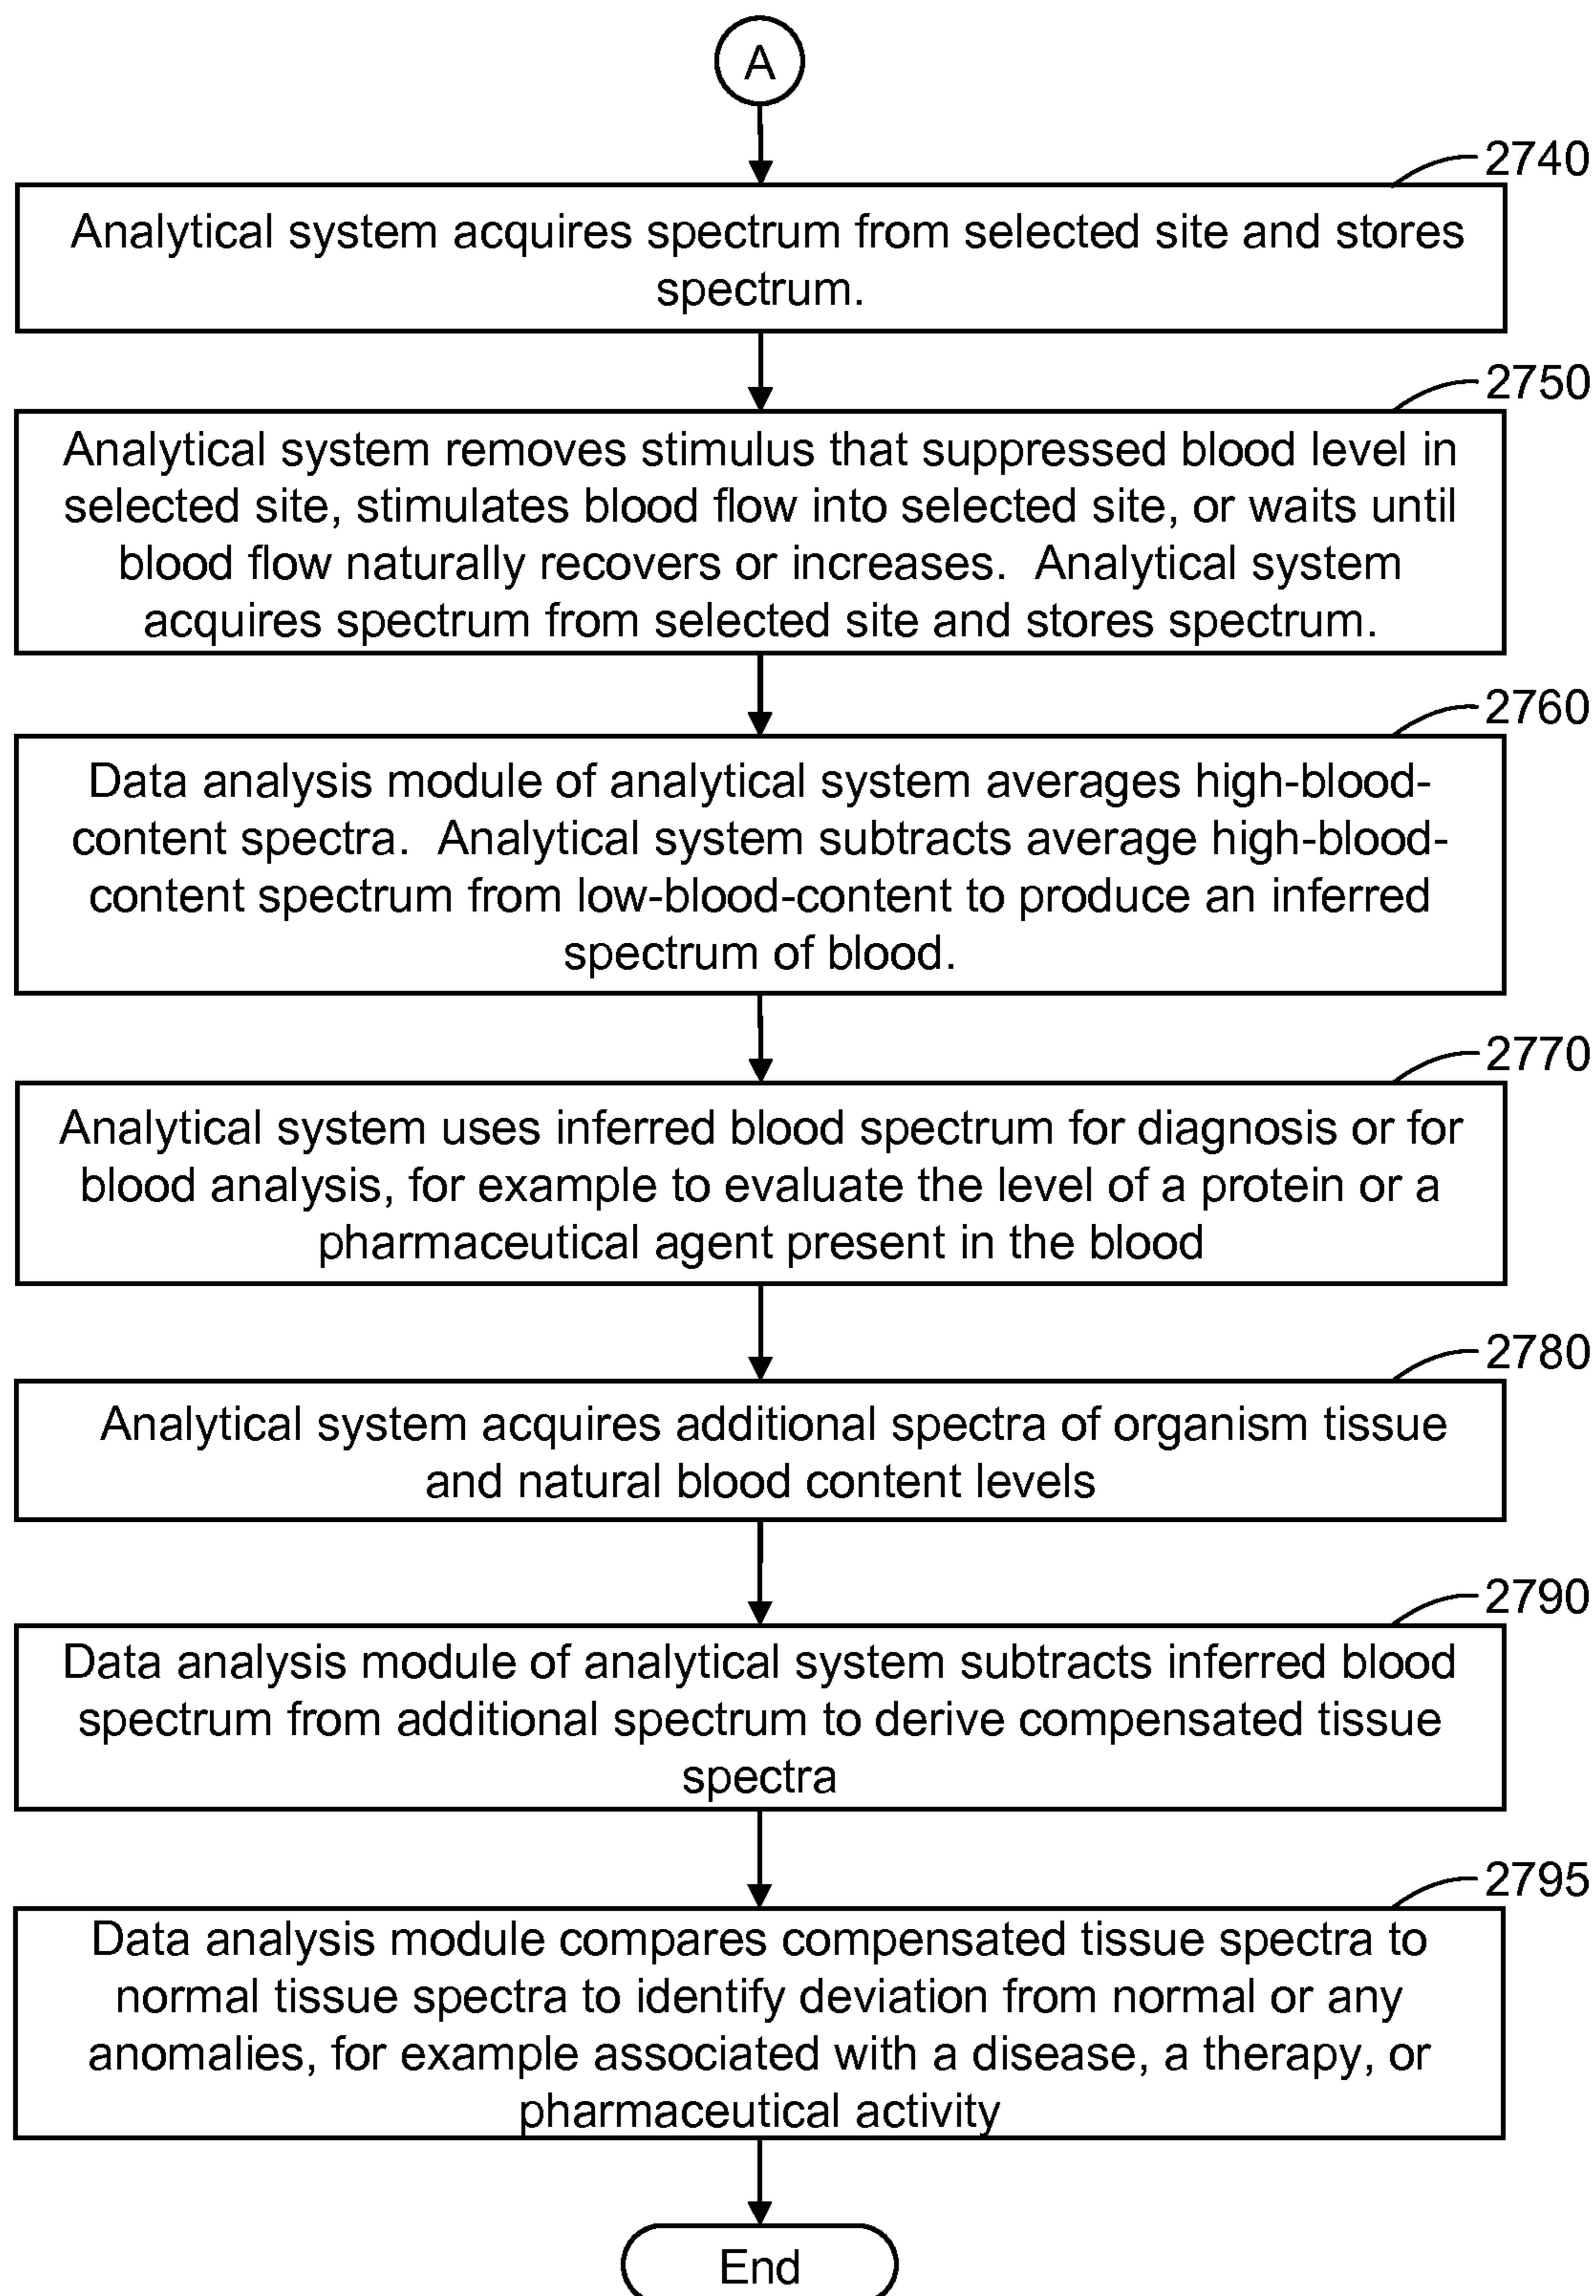 A
2740
Analytical system acquires spectrum from selected site and stores
spectrum.
2750
Analytical system removes stimulus that suppressed blood level in
selected site, stimulates blood flow into selected site, or waits until
blood flow naturally recovers or increases.  Analytical system
acquires spectrum from selected site and stores spectrum.
2760
Data analysis module of analytical system averages high-blood-
content spectra.  Analytical system subtracts average high-blood-
content spectrum from low-blood-content to produce an inferred
spectrum of blood.
2770
Analytical system uses inferred blood spectrum for diagnosis or for
blood analysis, for example to evaluate the level of a protein or a
pharmaceutical agent present in the blood
2780
Analytical system acquires additional spectra of organism tissue
and natural blood content levels
2790
Data analysis module of analytical system subtracts inferred blood
spectrum from additional spectrum to derive compensated tissue
spectra
2795
Data analysis module compares compensated tissue spectra to
normal tissue spectra to identify deviation from normal or any
anomalies, for example associated with a disease, a therapy, or
pharmaceutical activity
End